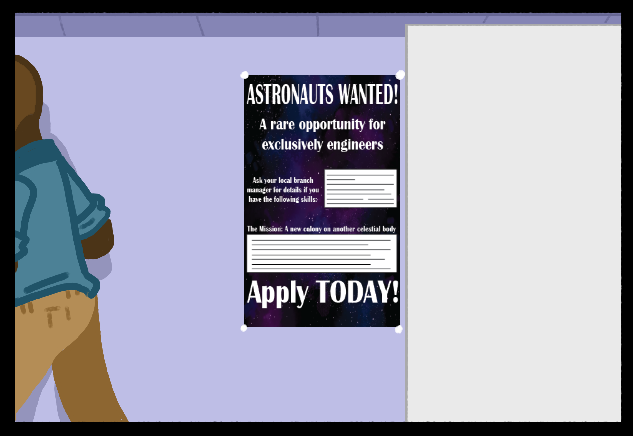 ASTRONAUTS WANTED!
A rare opportunity for
exclusively engineers
Ask your local branch
manager for details if you
have the following skills:
The Mission: A new colony on another celestial body
Apply TODAY!